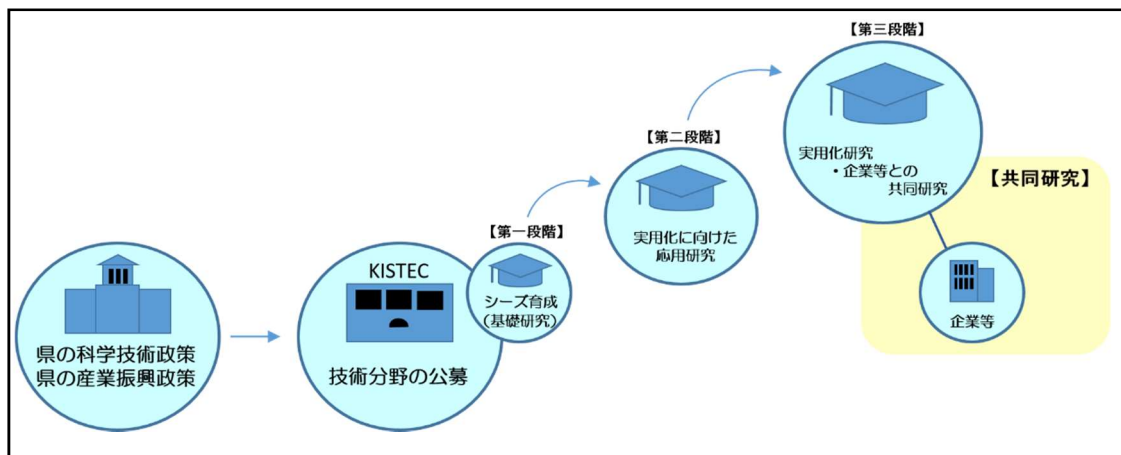 県の科学技術政策
県の産業振興政策
KISTEC
技術分野の公募
【第一段階】
シーズ育成
(基礎研究)
【第二段階】
実用化に向けた
応用研究
【第三段階】
実用化研究
・企業等との
共同研究
【共同研究】
企業等